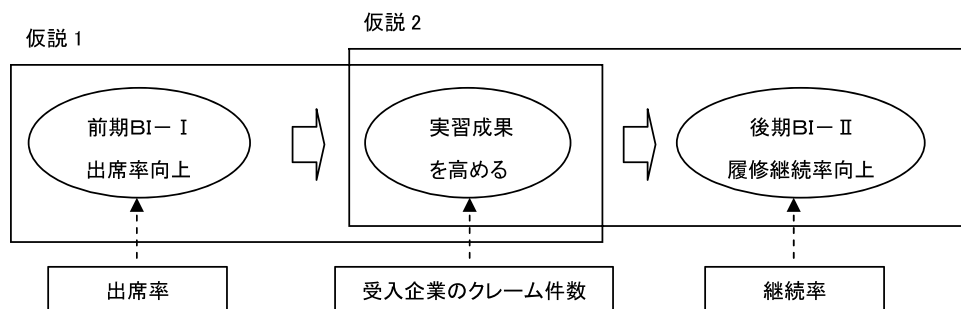 仮説1
仮説2
前期BI－Ⅰ
出席率向上
実習成果
を高める
後期BI－Ⅱ
履修継続率向上
出席率
受入企業のクレーム件数
継続率